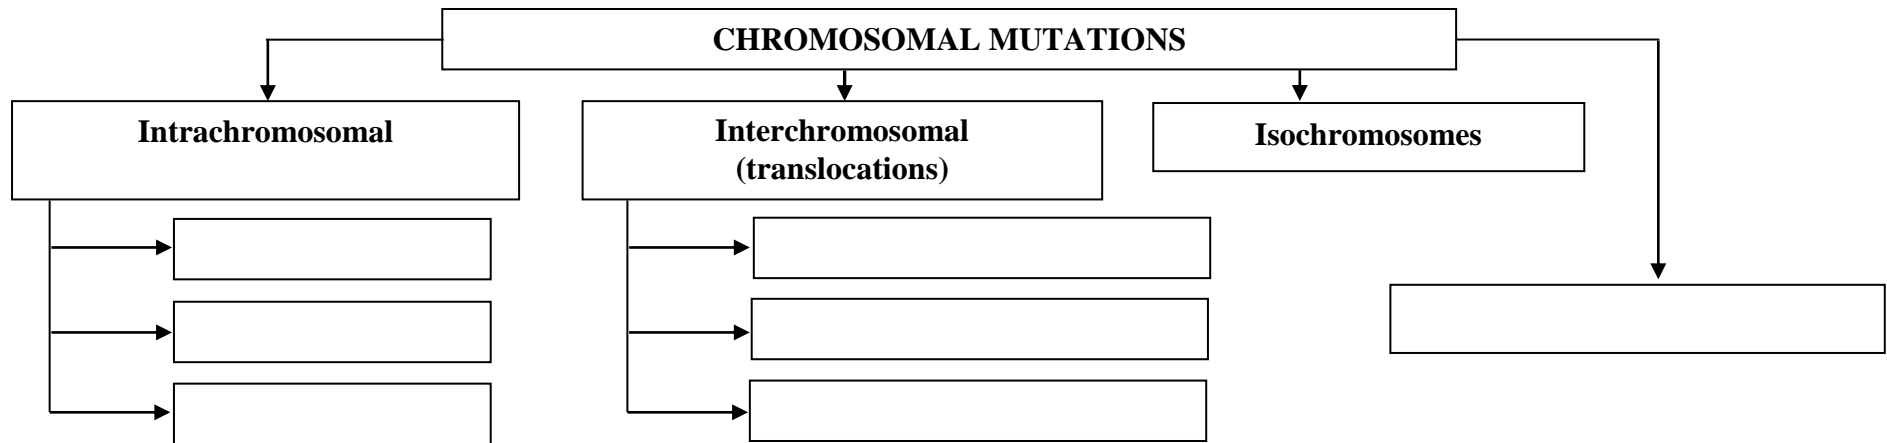 CHROMOSOMAL MUTATIONS
Intrachromosomal
Interchromosomal
(translocations)
Isochromosomes